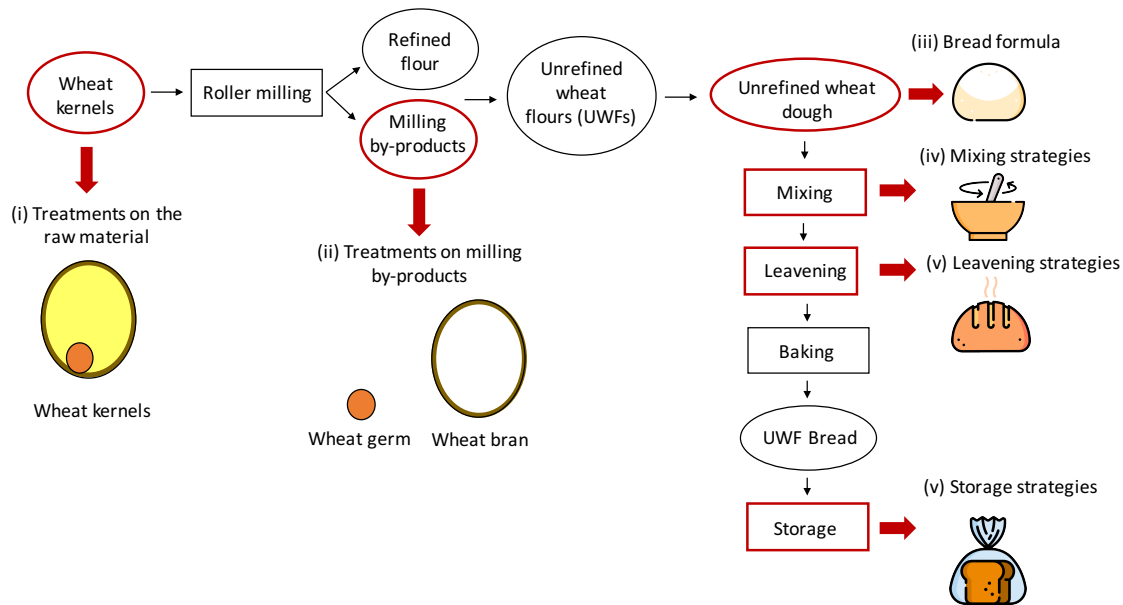 Wheat
kernels
Roller milling
Refined
flour
Milling
by-products
Unrefined
wheat
flours (UWFs)
Unrefined wheat
dough
(iii) Bread formula
(iv) Mixing strategies
Mixing
(i) Treatments on the
raw material
(ii) Treatments on milling
by-products
Leavening
(v) Leavening strategies
Baking
Wheat kernels
Wheat germ
Wheat bran
UWF Bread
(v) Storage strategies
Storage